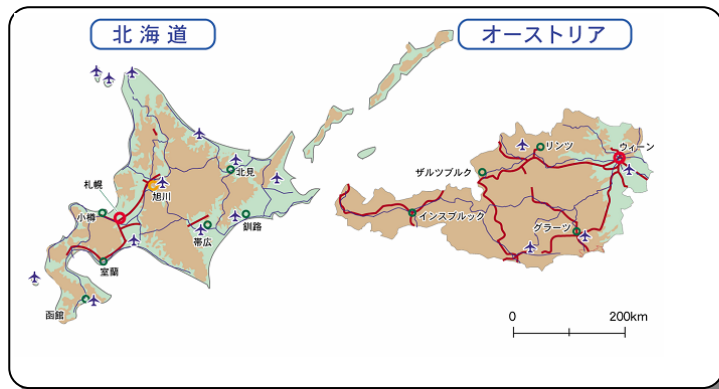 北海道
オーストリア
札幌
小樽
旭川
北見
帯広
釧路
室蘭
函館
リンツ
ウィーン
ザルツブルク
インスブルック
グラーツ
0 200km